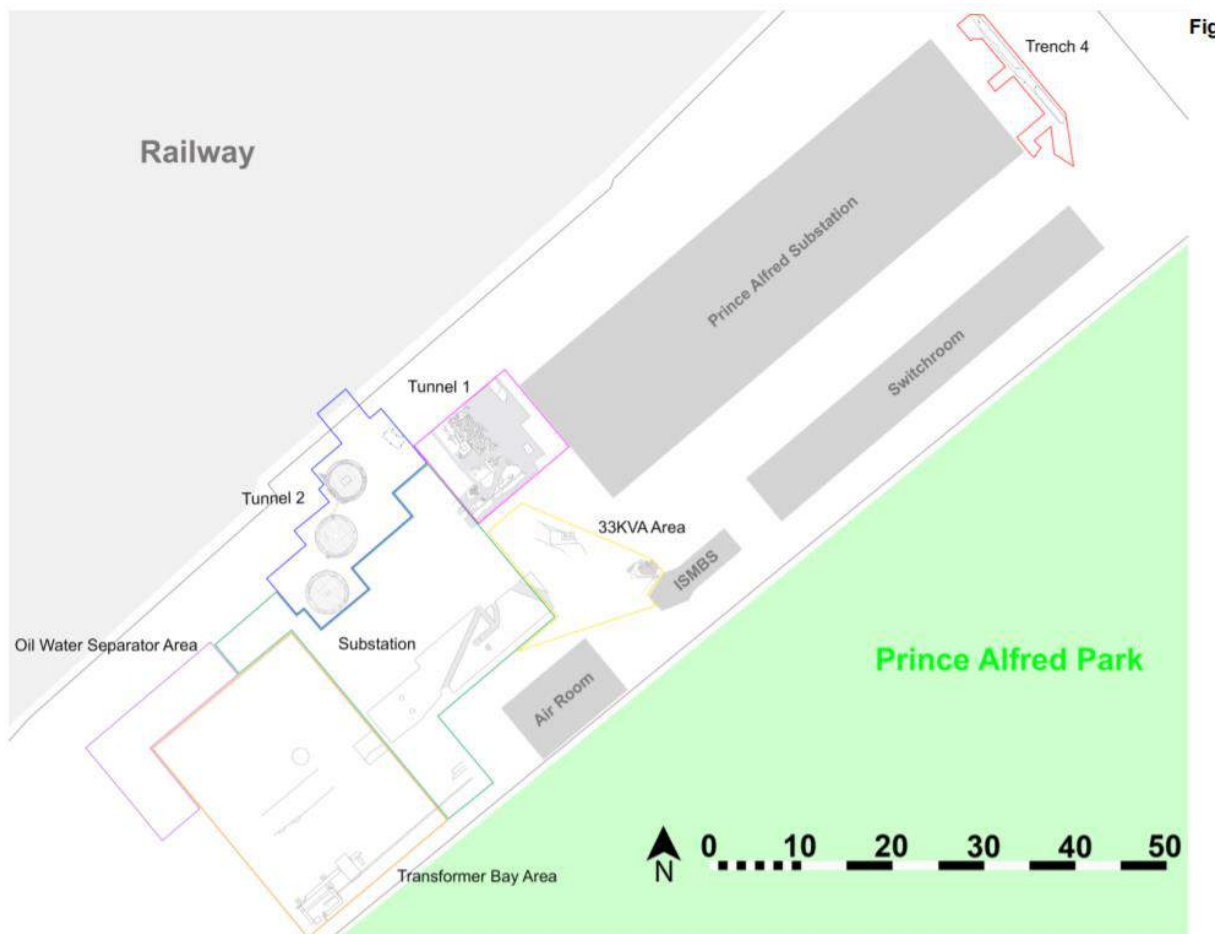 Fig
Trench 4
Railway
Prince Alfred Substation
Switchroom
Tunnel 1
Tunnel 2
33KVA Area
ISMBS
Oil Water Separator Area
Substation
Prince Alfred Park
Air Room
Transformer Bay Area
N
0 10 20 30 40 50